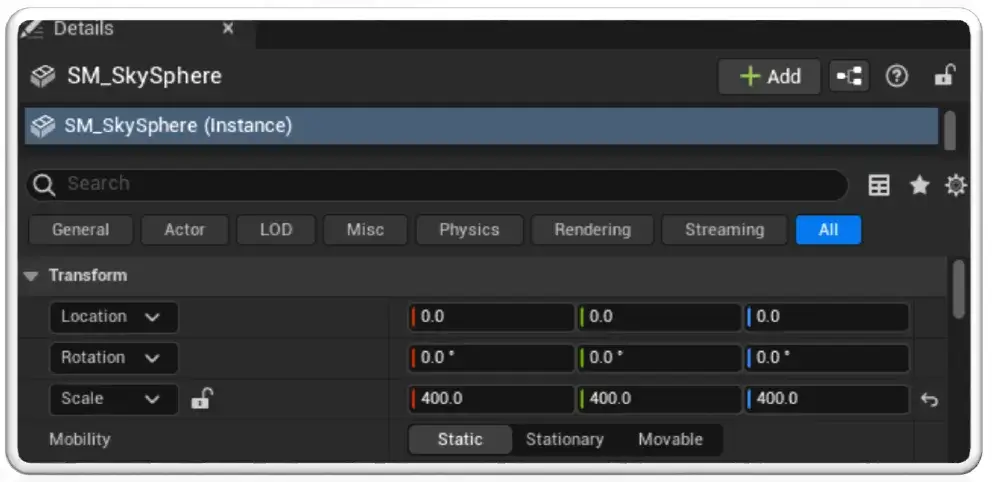 Details
SM_SkySphere
Add
SM_SkySphere (Instance)
Search
General Actor LOD Misc Physics Rendering Streaming All
Transform
Location 0.0 0.0 0.0
Rotation 0.0 ° 0.0 ° 0.0 °
Scale 400.0 400.0 400.0
Mobility Static Stationary Movable